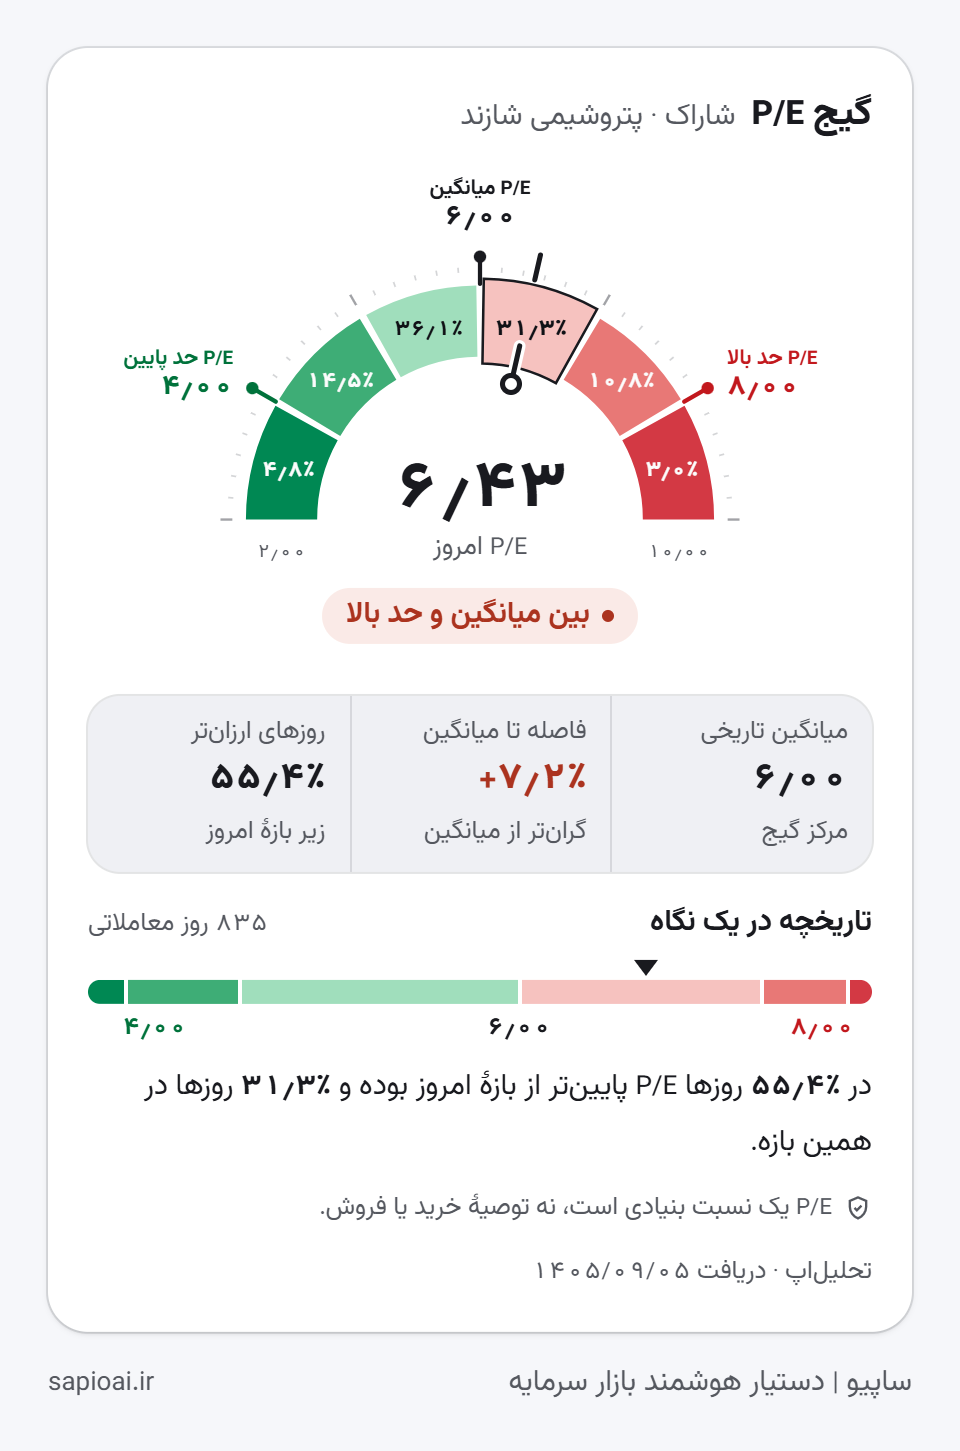 گیج P/E شاراک · پتروشیمی شازند
P/E میانگین
۶٫۰۰
۳۶٫۱٪
۳۱٫۳٪
P/E حد پایین
۴٫۰۰
P/E حد بالا
۸٫۰۰
۱۴٫۵٪
۱۰٫۸٪
۴٫۸٪
۳٫۰٪
۶٫۴۳
P/E امروز
۲٫۰۰
۱۰٫۰۰
بین میانگین و حد بالا
میانگین تاریخی
۶٫۰۰
مرکز گیج
فاصله تا میانگین
+۷٫۲٪
گران‌تر از میانگین
روزهای ارزان‌تر
۵۵٫۴٪
زیر بازهٔ امروز
تاریخچه در یک نگاه
۸۳۵ روز معاملاتی
۴٫۰۰
۶٫۰۰
۸٫۰۰
در ۵۵٫۴٪ روزها P/E پایین‌تر از بازهٔ امروز بوده و ۳۱٫۳٪ روزها در
همین بازه.
P/E یک نسبت بنیادی است، نه توصیهٔ خرید یا فروش.
تحلیل‌اپ · دریافت ۱۴۰۵/۰۹/۰۵
ساپیو | دستیار هوشمند بازار سرمایه
sapioai.ir